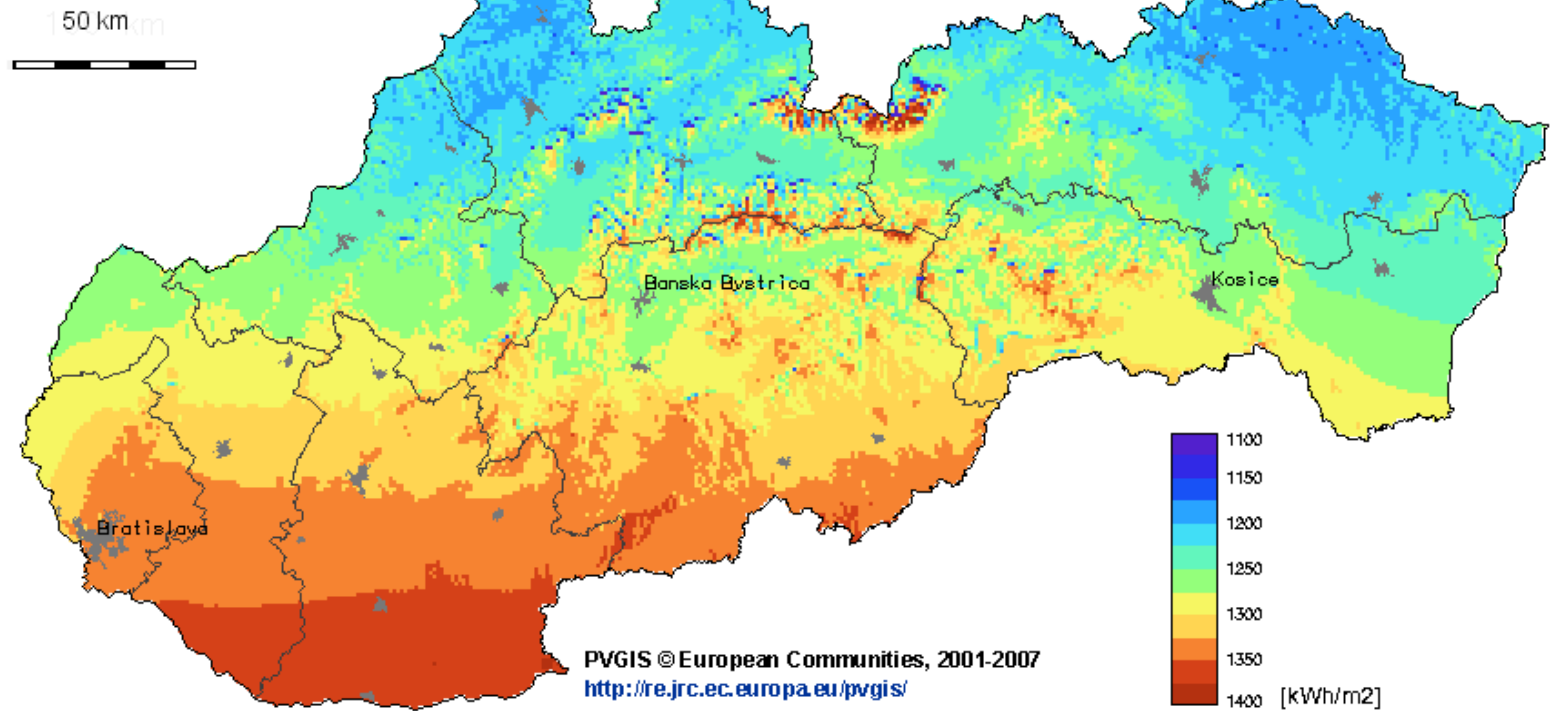 50 km
Banska Bystrica
Kosice
Bratislava
1100
1150
1200
1250
1300
1350
1400 [kWh/m2]
PVGIS © European Communities, 2001-2007
http://re.jrc.ec.europa.eu/pvgis/